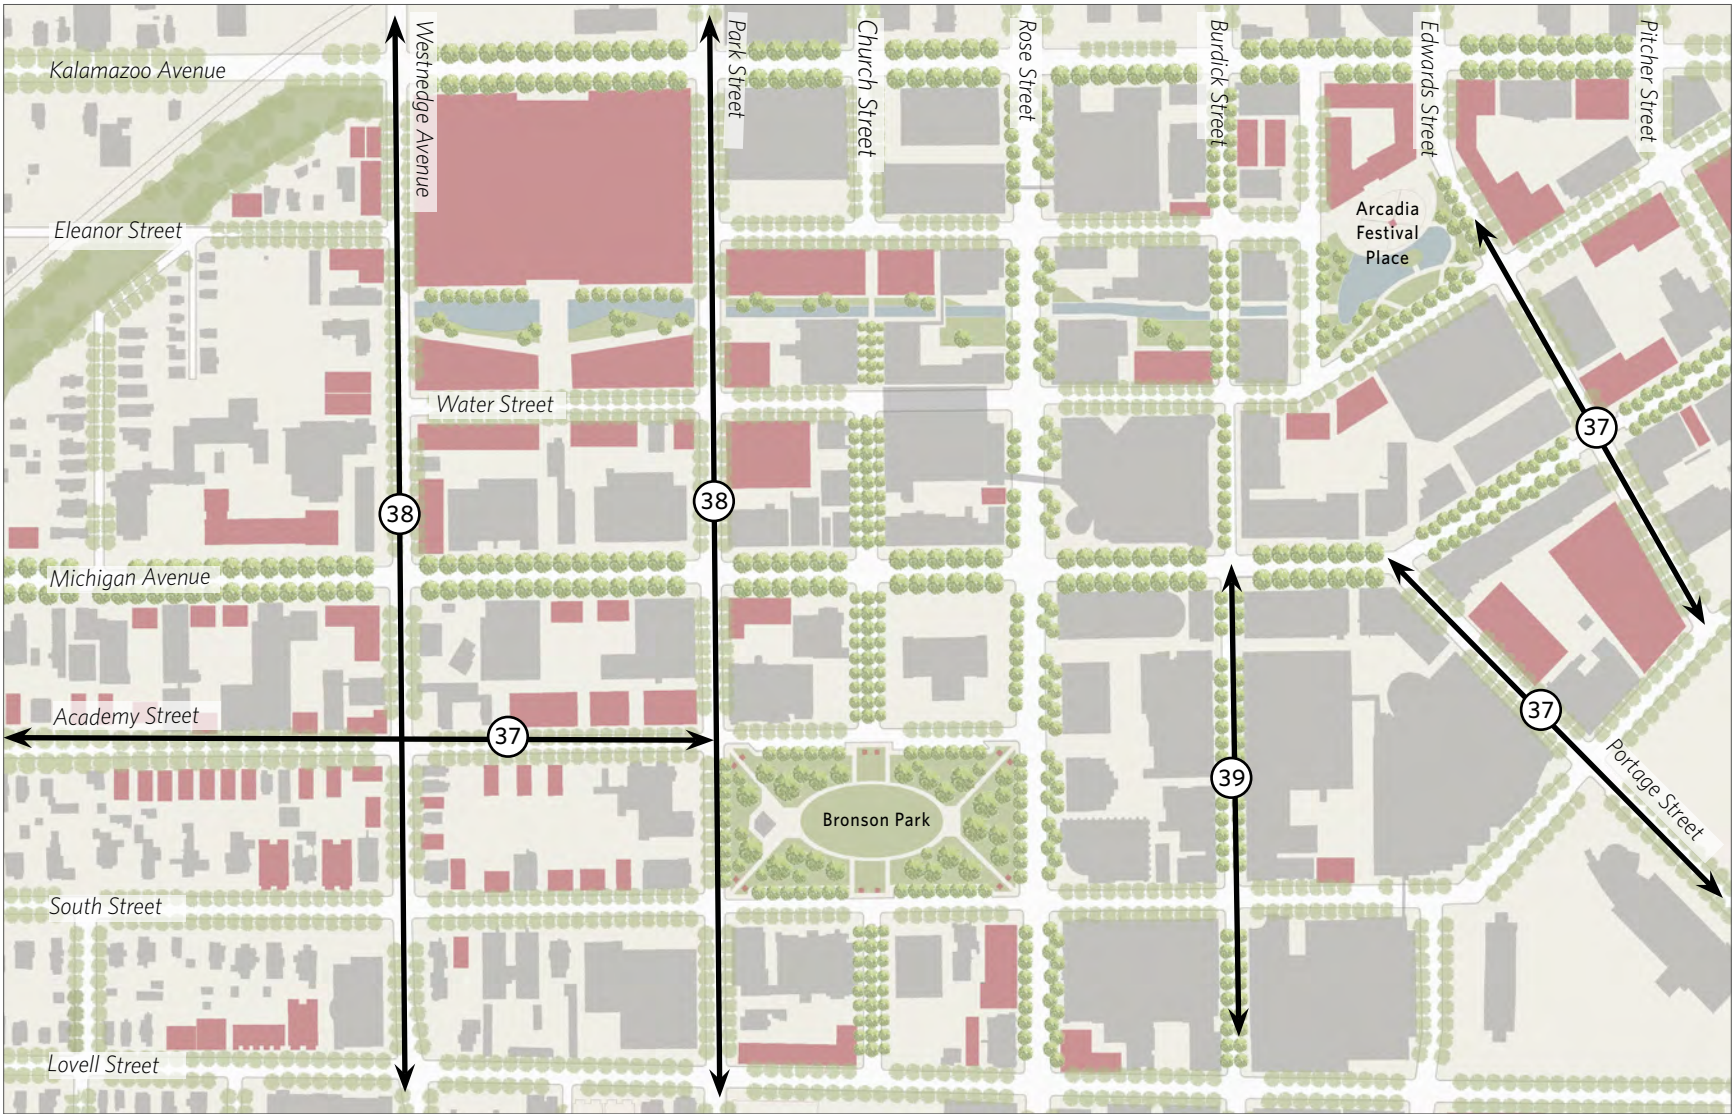 Westnedge Avenue
Park Street
Church Street
Rose Street
Burdick Street
Edwards Street
Pitcher Street
Kalamazoo Avenue
Eleanor Street
Arcadia
Festival
Place
Water Street
37
38
38
Michigan Avenue
Academy Street
37
37
39
Portage Street
Bronson Park
South Street
Lovell Street